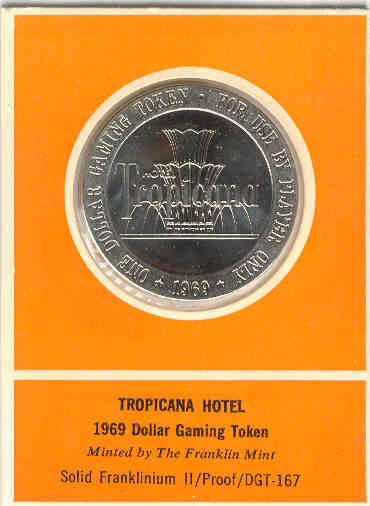 ONE DOLLAR GAMING TOKEN • FOR USE BY PLAYER ONLY
HOTEL
Tropicana
★ 1969 ★
TROPICANA HOTEL
1969 Dollar Gaming Token
Minted by The Franklin Mint
Solid Franklinium II/Proof/DGT-167